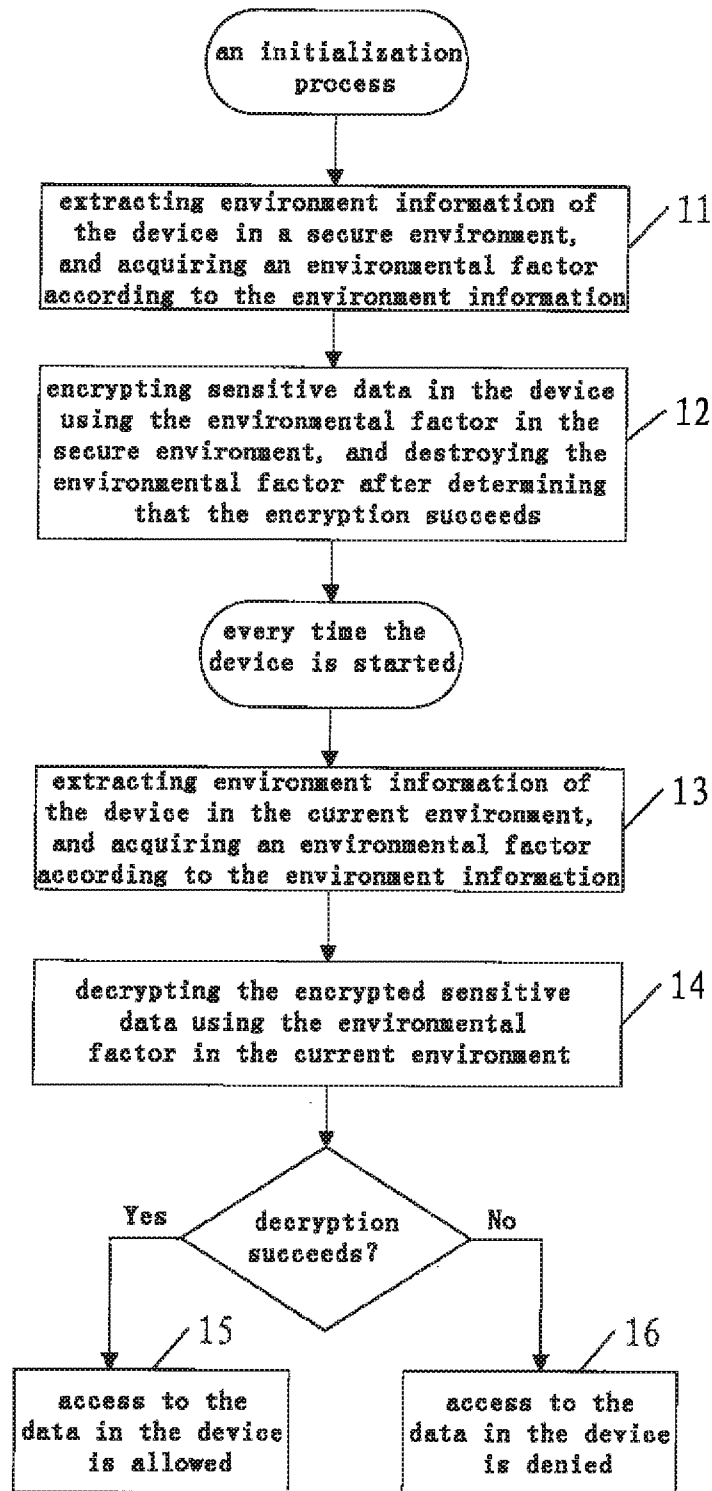 an initialization
process
extracting environment information of
the device in a secure environment,
and acquiring an environmental factor
according to the environment information
11
encrypting sensitive data in the device
using the environmental factor in the
secure environment, and destroying the
environmental factor after determining
that the encryption succeeds
12
every time the
device is started
extracting environment information of
the device in the current environment,
and acquiring an environmental factor
according to the environment information
13
decrypting the encrypted sensitive
data using the environmental
factor in the current environment
14
Yes
decryption
succeeds?
No
15
access to the
data in the device
is allowed
16
access to the
data in the device
is denied